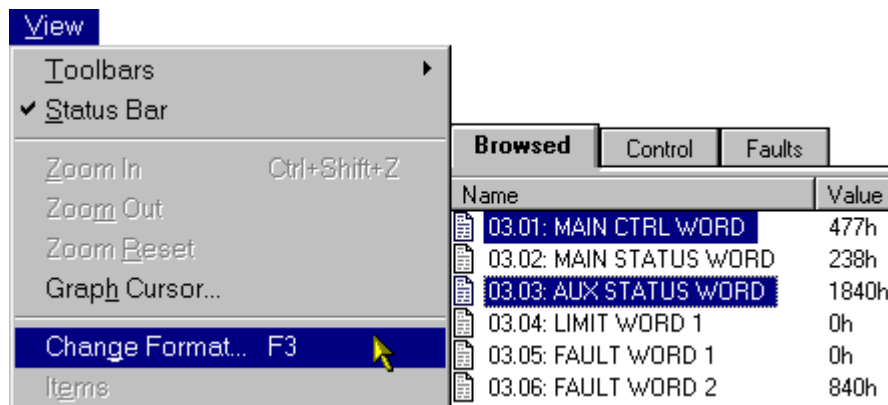 View
Toolbars
Status Bar
Zoom In Ctrl+Shift+Z
Zoom Out
Zoom Reset
Graph Cursor...
Change Format... F3
Items
Browsed Control Faults
Name Value
03.01: MAIN CTRL WORD 477h
03.02: MAIN STATUS WORD 238h
03.03: AUX STATUS WORD 1840h
03.04: LIMIT WORD 1 0h
03.05: FAULT WORD 1 0h
03.06: FAULT WORD 2 840h